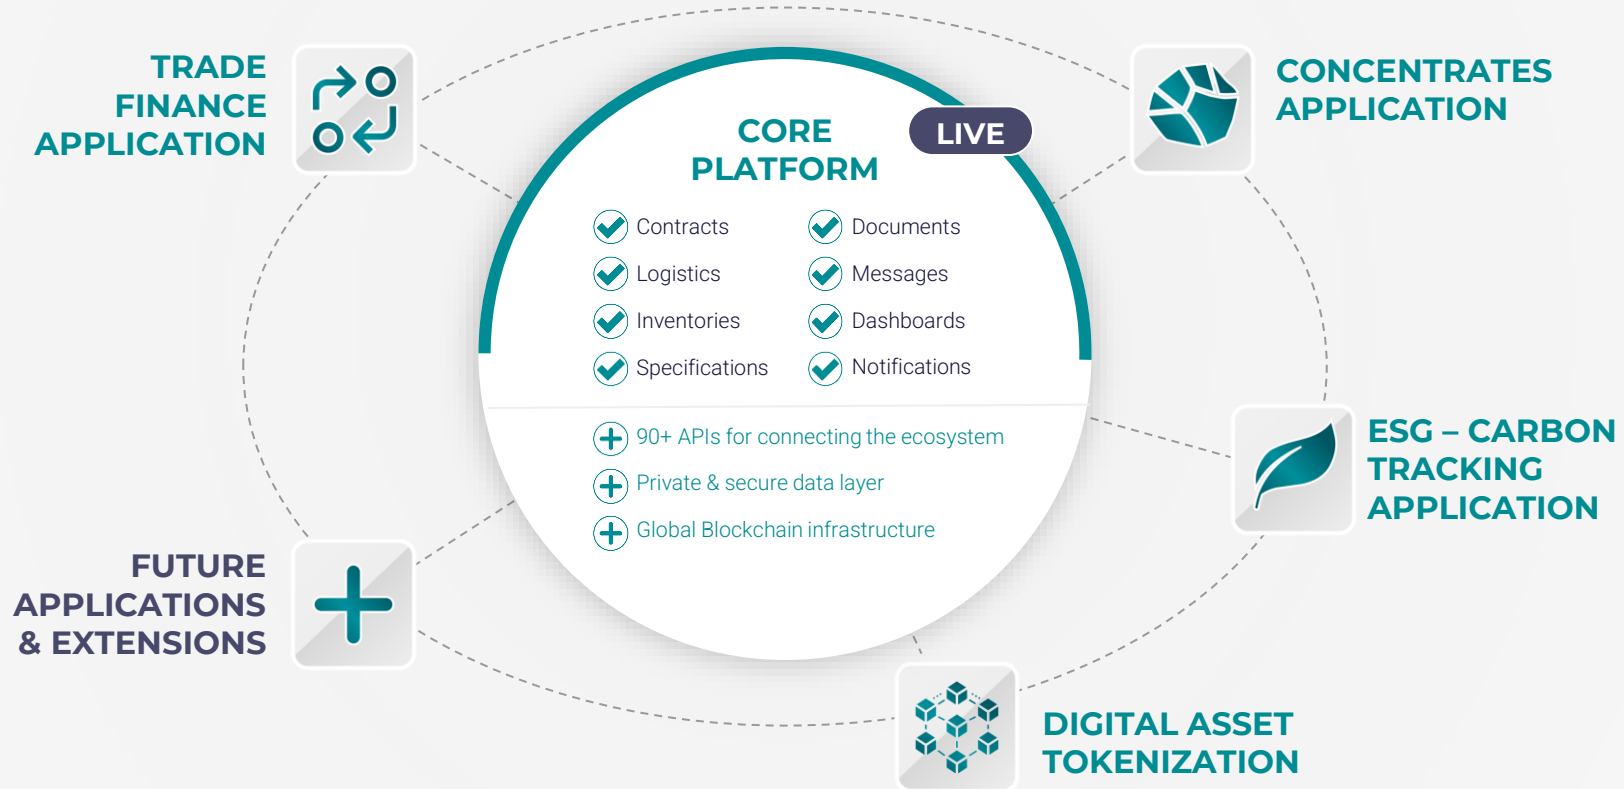 TRADE
FINANCE
APPLICATION
CORE
PLATFORM
LIVE
Contracts
Logistics
Inventories
Specifications
Documents
Messages
Dashboards
Notifications
90+ APIs for connecting the ecosystem
Private & secure data layer
Global Blockchain infrastructure
CONCENTRATES
APPLICATION
ESG – CARBON
TRACKING
APPLICATION
DIGITAL ASSET
TOKENIZATION
FUTURE
APPLICATIONS
& EXTENSIONS